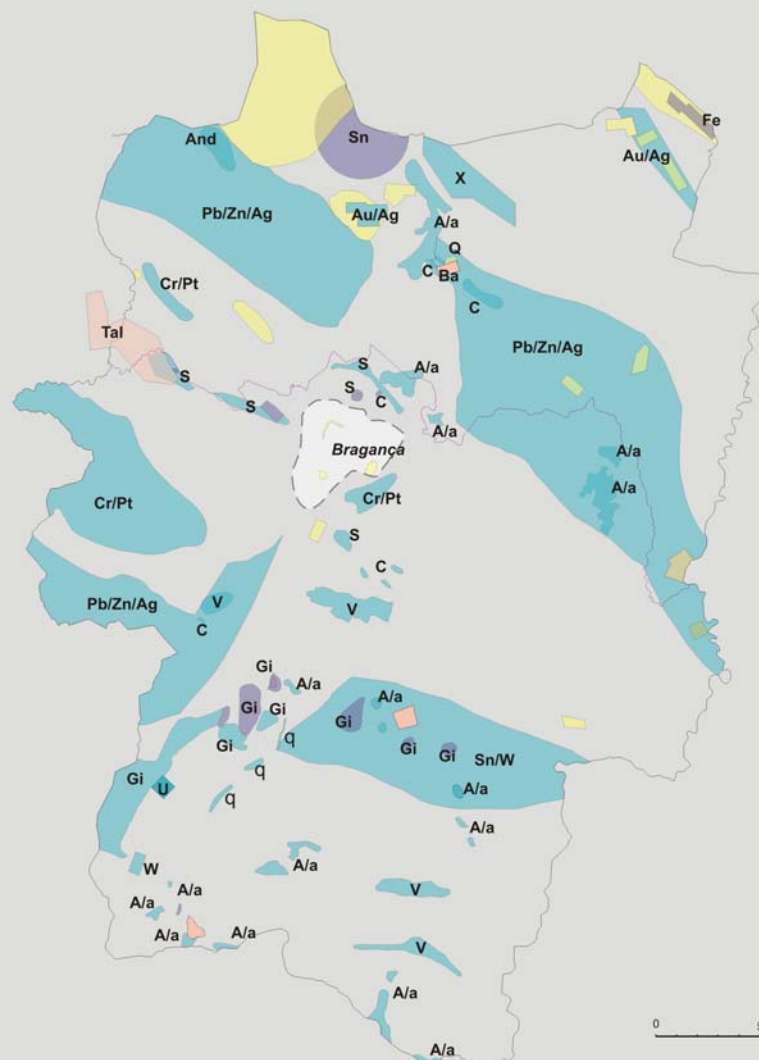 And
Sn
Fe
Au/Ag
Pb/Zn/Ag
X
Au/Ag
A/a
Q
C
Ba
Cr/Pt
C
Tal
Pb/Zn/Ag
S
A/a
S
S
C
S
A/a
Bragança
A/a
A/a
Cr/Pt
Cr/Pt
S
C
Pb/Zn/Ag
V
V
C
Gi
A/a
A/a
Gi
Gi
Gi
q
Gi
Gi
Gi
Sn/W
q
Gi
U
q
A/a
A/a
A/a
W
A/a
V
A/a
A/a
A/a
V
A/a
0
A/a